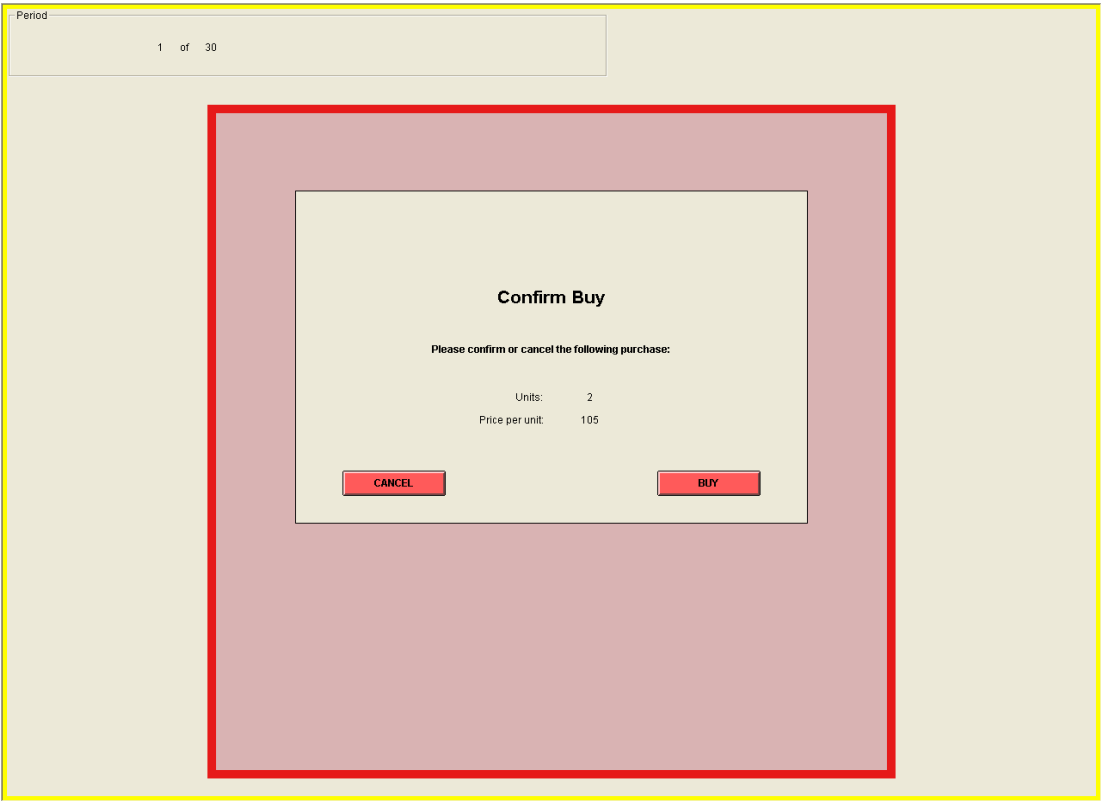 Period
1 of 30
Confirm Buy
Please confirm or cancel the following purchase:
Units: 2
Price per unit: 105
CANCEL BUY